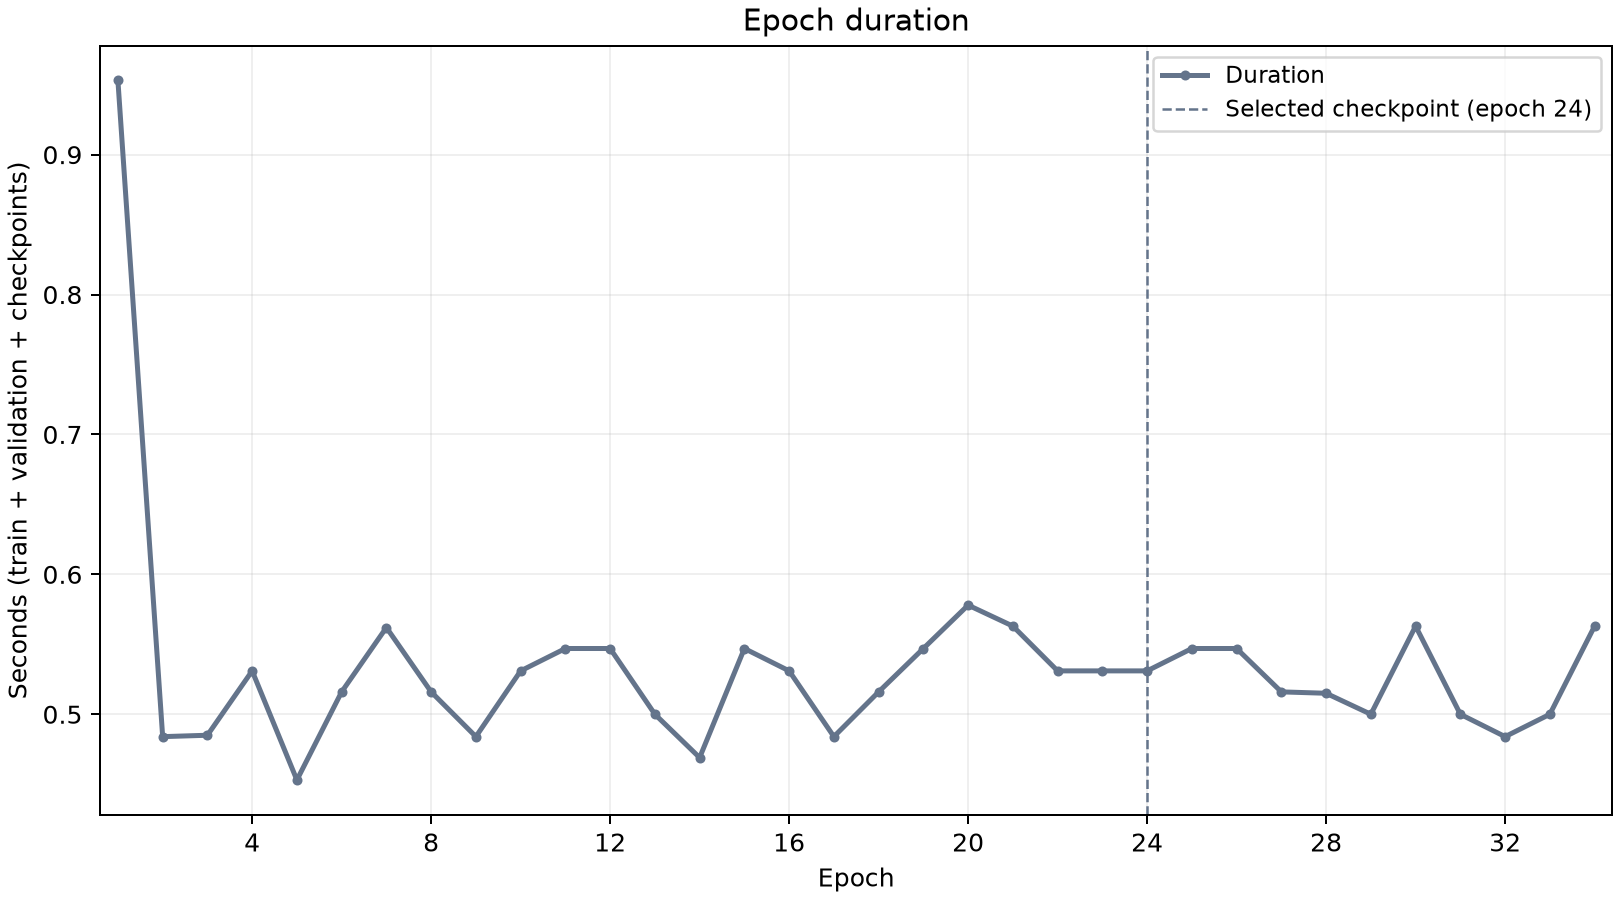 Epoch duration
Duration
Selected checkpoint (epoch 24)
Seconds (train + validation + checkpoints)
0.9
0.8
0.7
0.6
0.5
4 8 12 16 20 24 28 32
Epoch